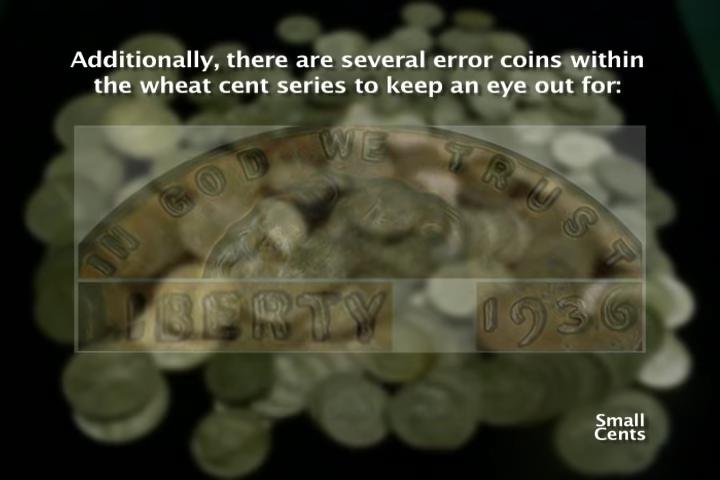 Additionally, there are several error coins within
the wheat cent series to keep an eye out for:
IN GOD WE TRUST
LIBERTY
1936
Small
Cents